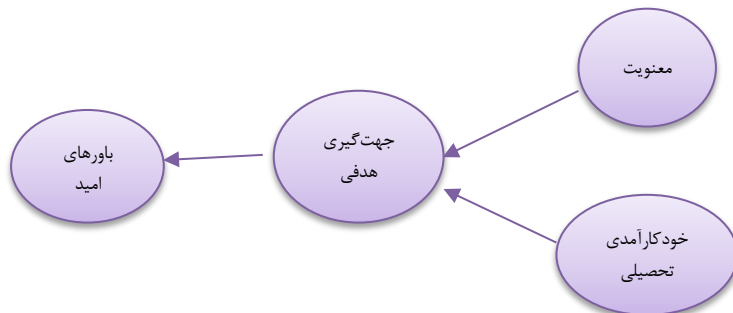 معنویت
جهت‌گیری
هدفی
باورهای
امید
خودکارآمدی
تحصیلی